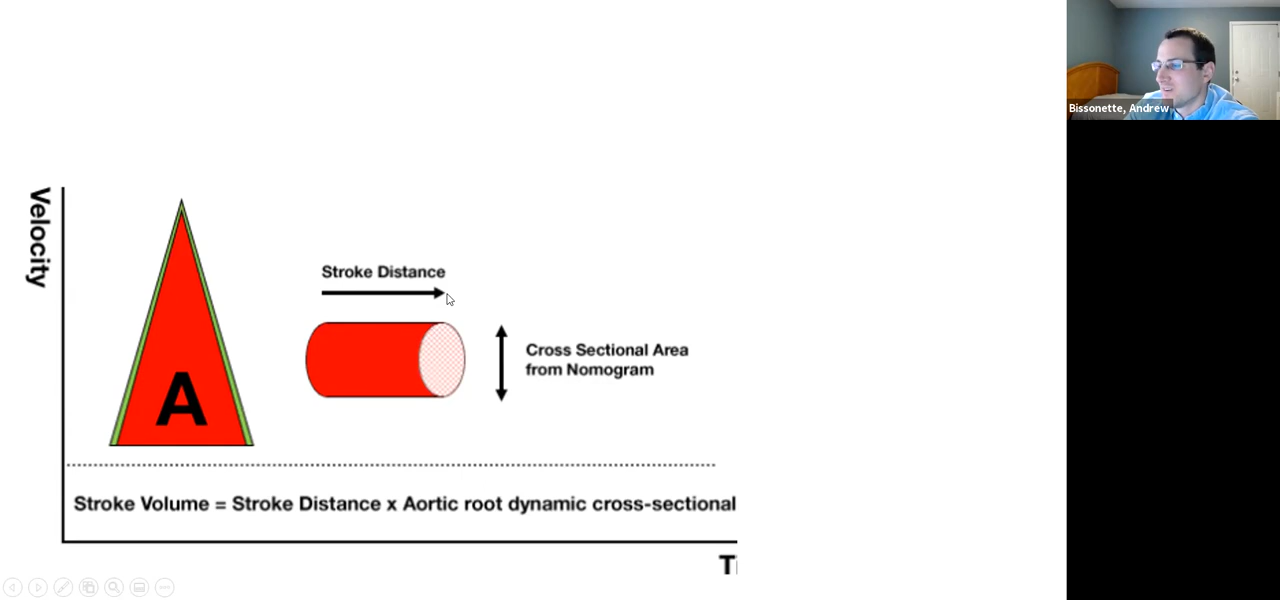 Bissonette, Andrew
Velocity
Stroke Distance
Cross Sectional Area
from Nomogram
A
Stroke Volume = Stroke Distance x Aortic root dynamic cross-sectional